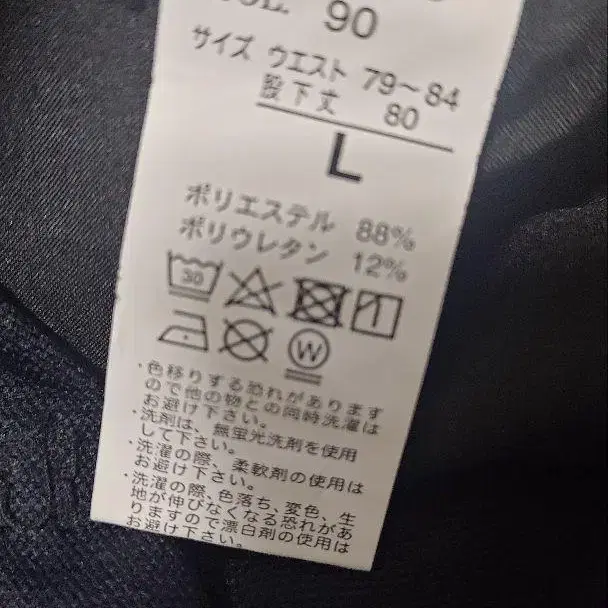 90
サイズ ウエスト 79～84
股下丈 80
L
ポリエステル 88%
ポリウレタン 12%
30
W
・色移りする恐れがあります
ので他の物との同時洗濯は
お避け下さい。
・洗剤は、無蛍光洗剤を使用
して下さい。
・洗濯の際、柔軟剤の使用は
お避け下さい。
・洗濯の際、色落ち、変色、生
地が伸びなくなる恐れがあ
りますので漂白剤の使用は
お避け下さい。